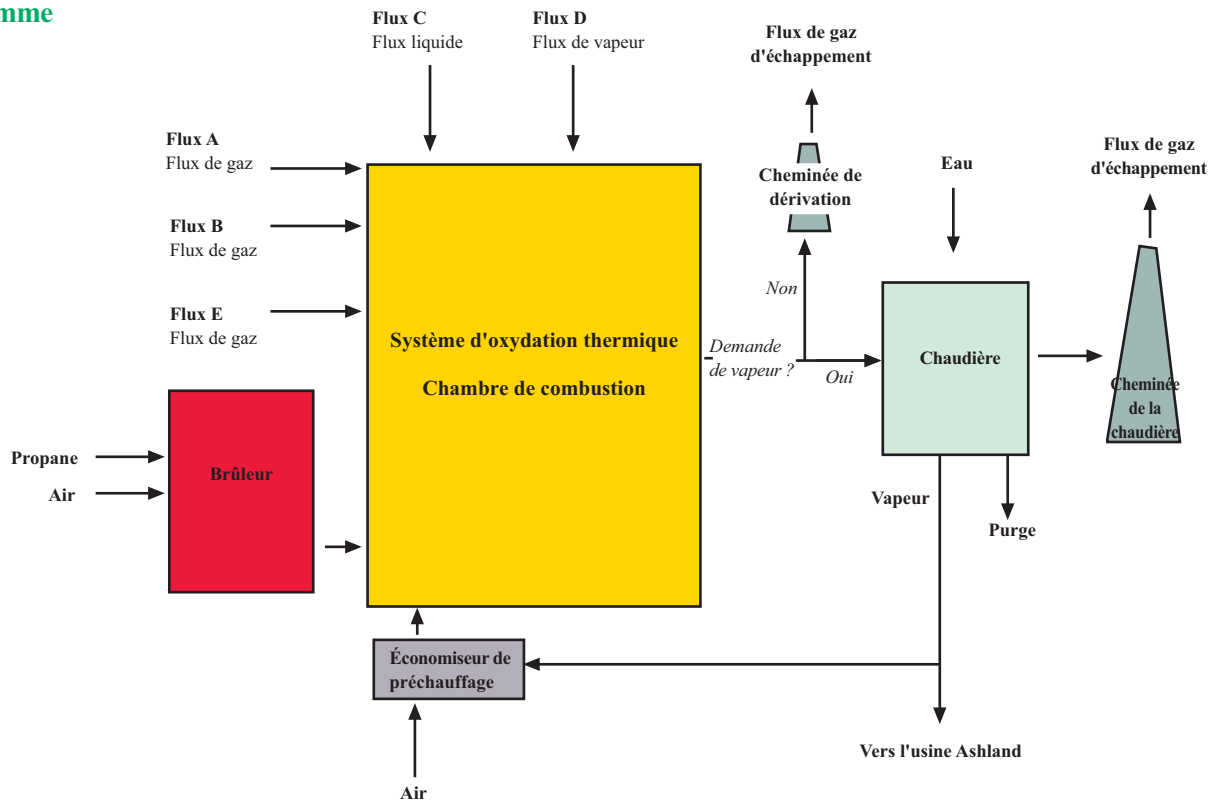 Flux C
Flux liquide
Flux D
Flux de vapeur
Flux de gaz
d'échappement
Flux A
Flux de gaz
Flux B
Flux de gaz
Flux E
Flux de gaz
Cheminée de
dérivation
Eau
Flux de gaz
d'échappement
Non
Système d'oxydation thermique
Chambre de combustion
Demande
de vapeur ?
Oui
Chaudière
Cheminée
de la
chaudière
Propane
Air
Brûleur
Vapeur
Purge
Économiseur de
préchauffage
Vers l'usine Ashland
Air